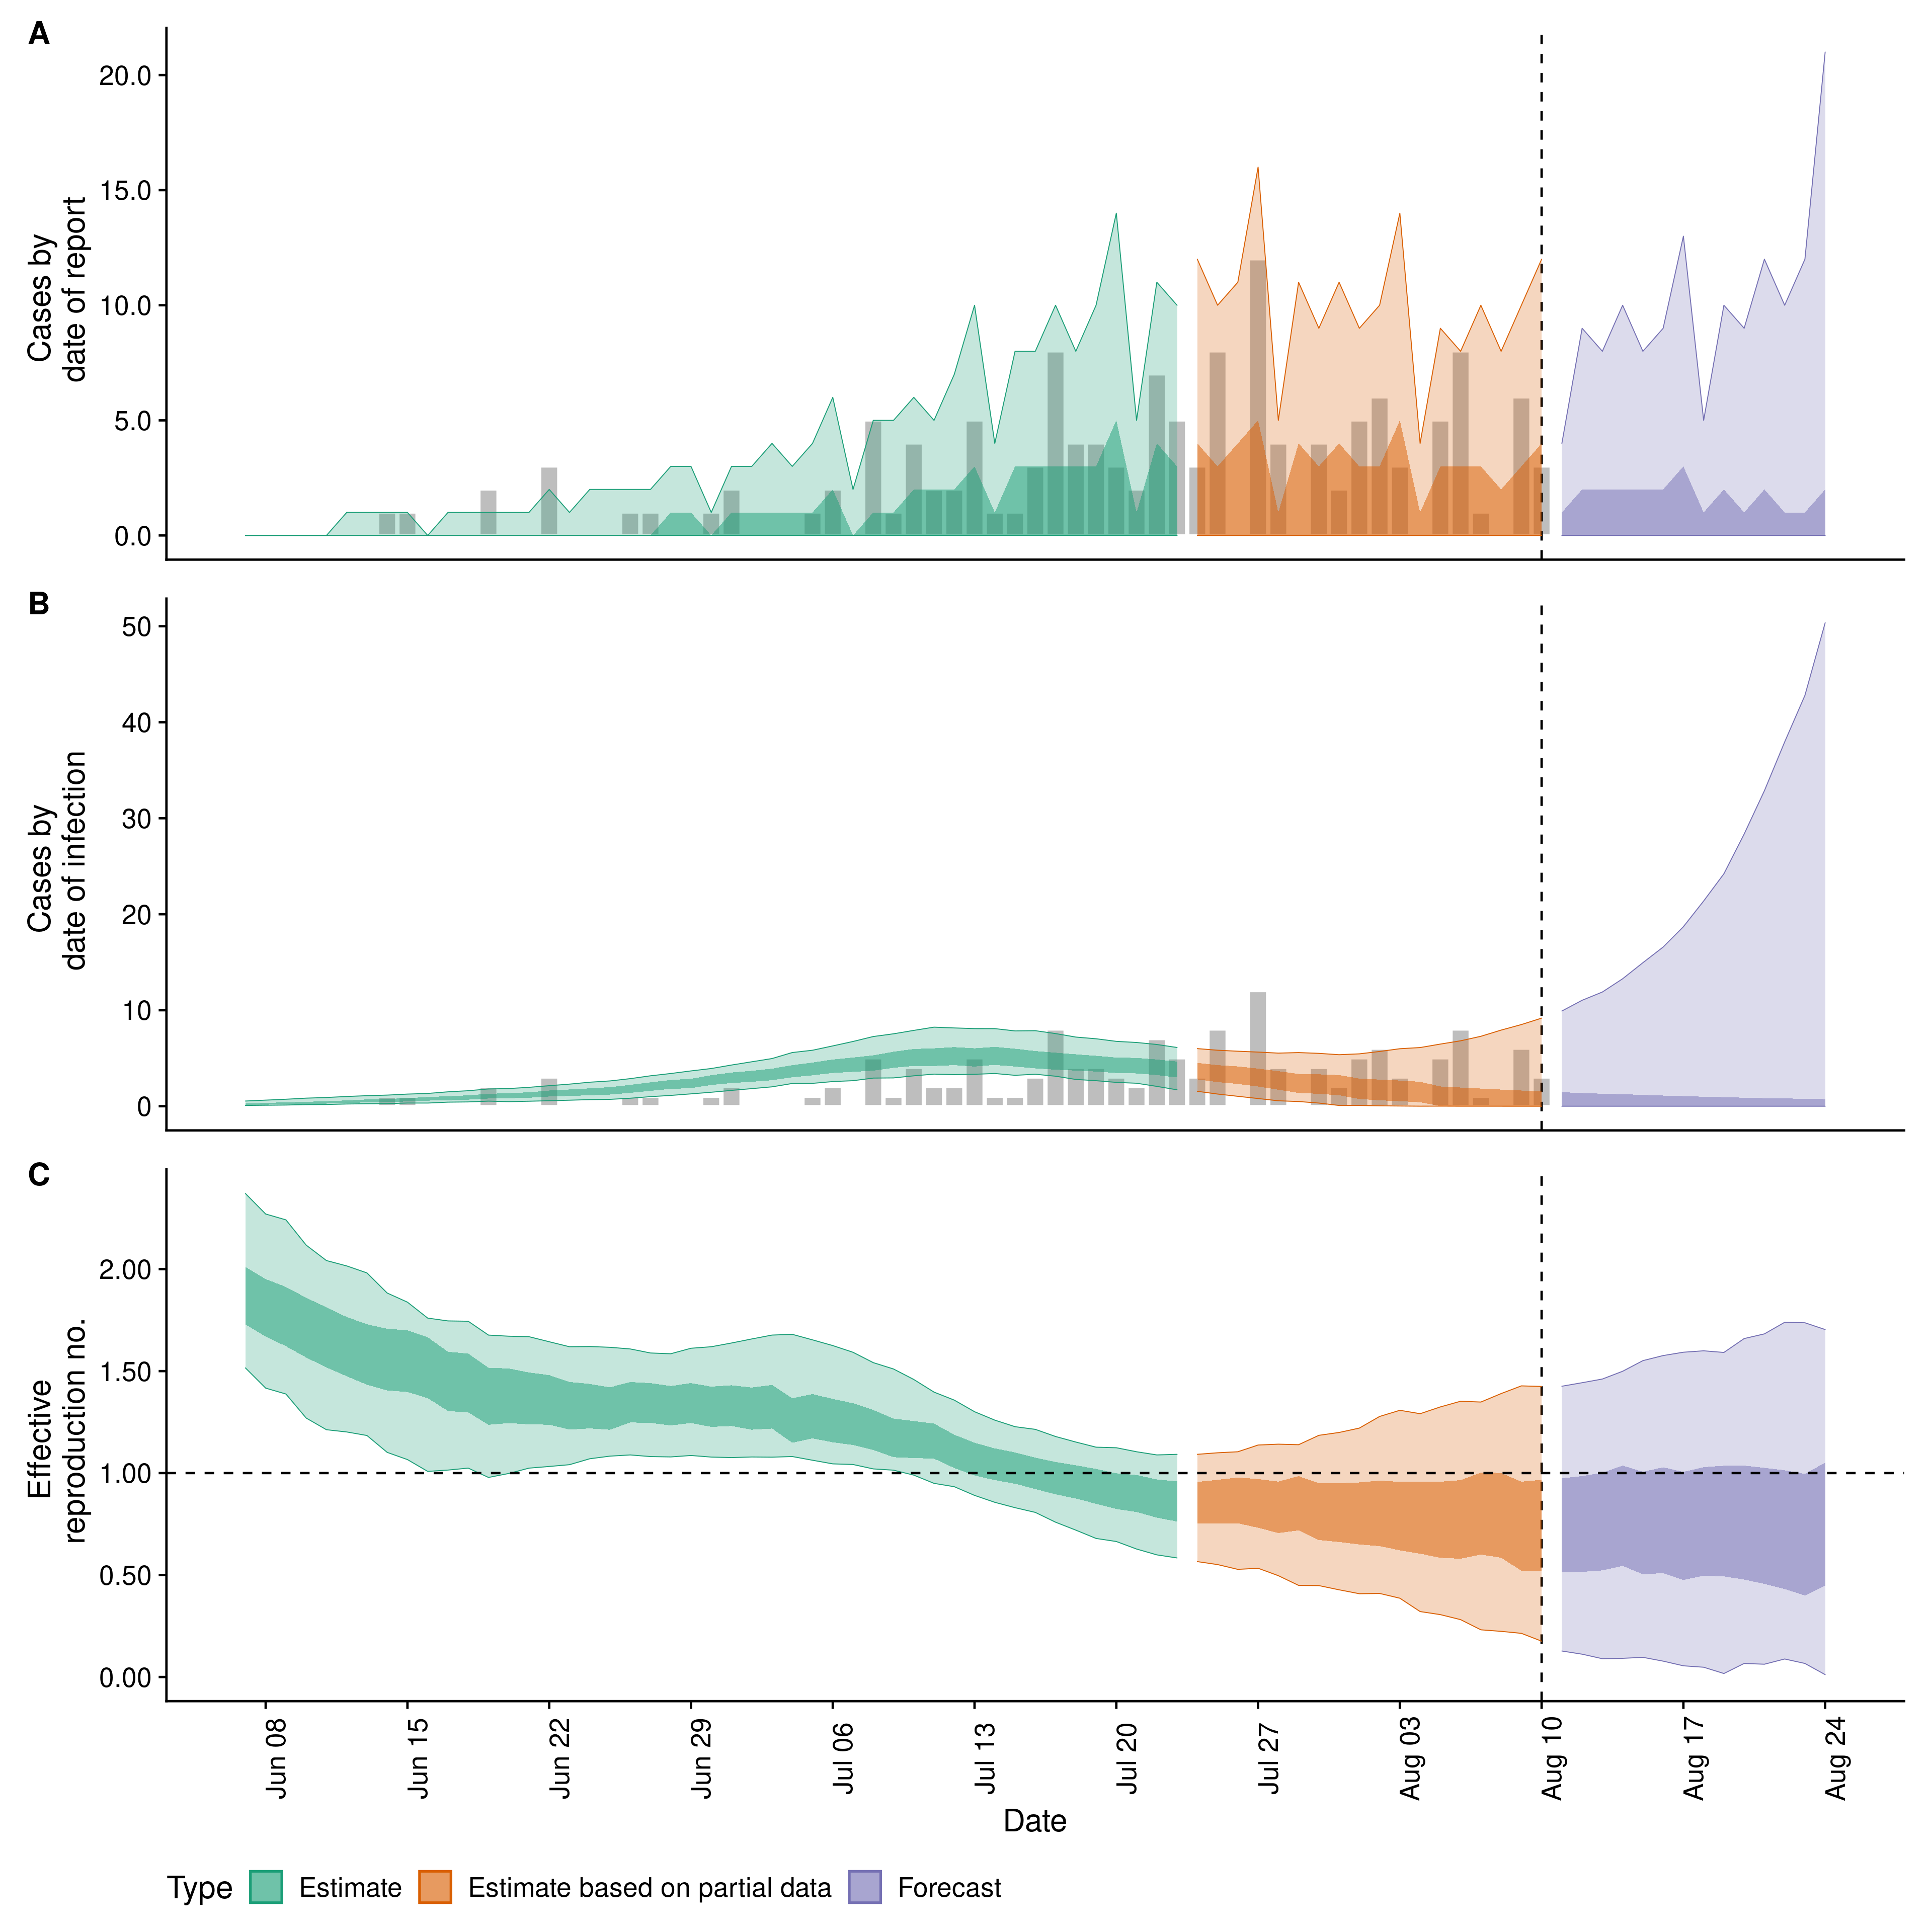 A
Cases by
date of report
20.0
15.0
10.0
5.0
0.0
B
Cases by
date of infection
50
40
30
20
10
0
C
Effective
reproduction no.
2.00
1.50
1.00
0.50
0.00
Jun 08
Jun 15
Jun 22
Jun 29
Jul 06
Jul 13
Jul 20
Jul 27
Aug 03
Aug 10
Aug 17
Aug 24
Date
Type Estimate Estimate based on partial data Forecast